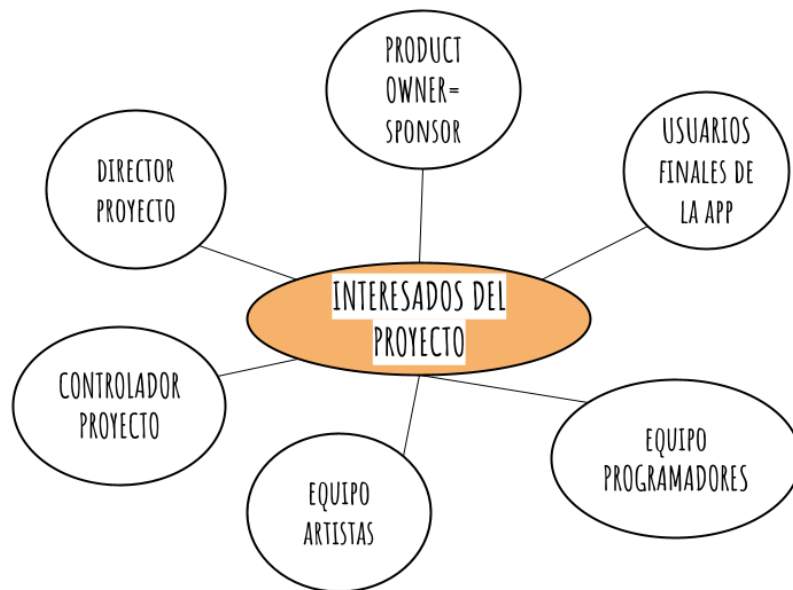 PRODUCT
OWNER=
SPONSOR
USUARIOS
FINALES DE
LA APP
DIRECTOR
PROYECTO
INTERESADOS DEL
PROYECTO
CONTROLADOR
PROYECTO
EQUIPO
PROGRAMADORES
EQUIPO
ARTISTAS